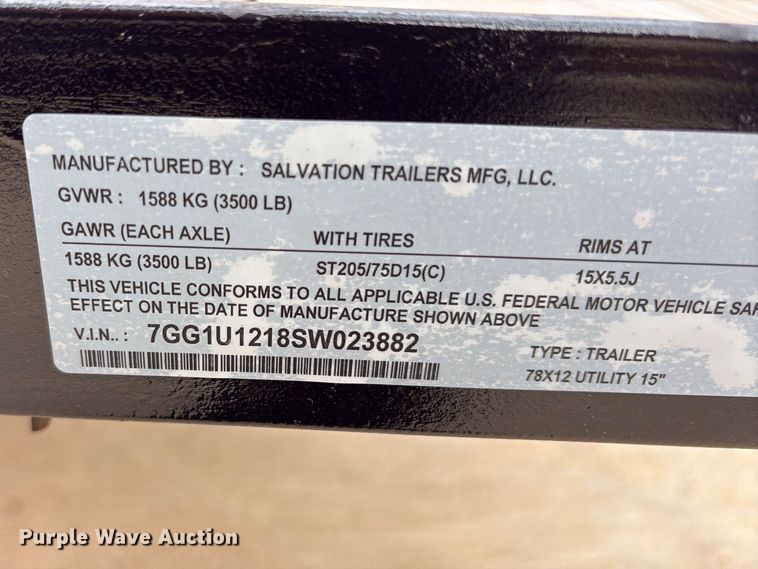 MANUFACTURED BY : SALVATION TRAILERS MFG, LLC.
GVWR : 1588 KG (3500 LB)
GAWR (EACH AXLE) WITH TIRES RIMS AT
1588 KG (3500 LB) ST205/75D15(C) 15X5.5J
THIS VEHICLE CONFORMS TO ALL APPLICABLE U.S. FEDERAL MOTOR VEHICLE SAF
EFFECT ON THE DATE OF MANUFACTURE SHOWN ABOVE
V.I.N.. : 7GG1U1218SW023882
TYPE : TRAILER
78X12 UTILITY 15"
Purple Wave Auction